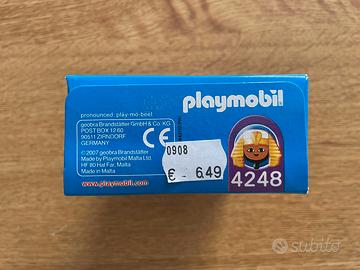 pronounced: play-mo-beel
geobra Brandstätter GmbH & Co. KG
POST BOX 12 60
90511 ZIRNDORF
GERMANY
CE
© 2007 geobra Brandstätter
Made by Playmobil Malta Ltd.
HF 80 Hal Far, Malta
Made in Malta
www.playmobil.com
0908
€ 6,49
playmobil
4248
subito